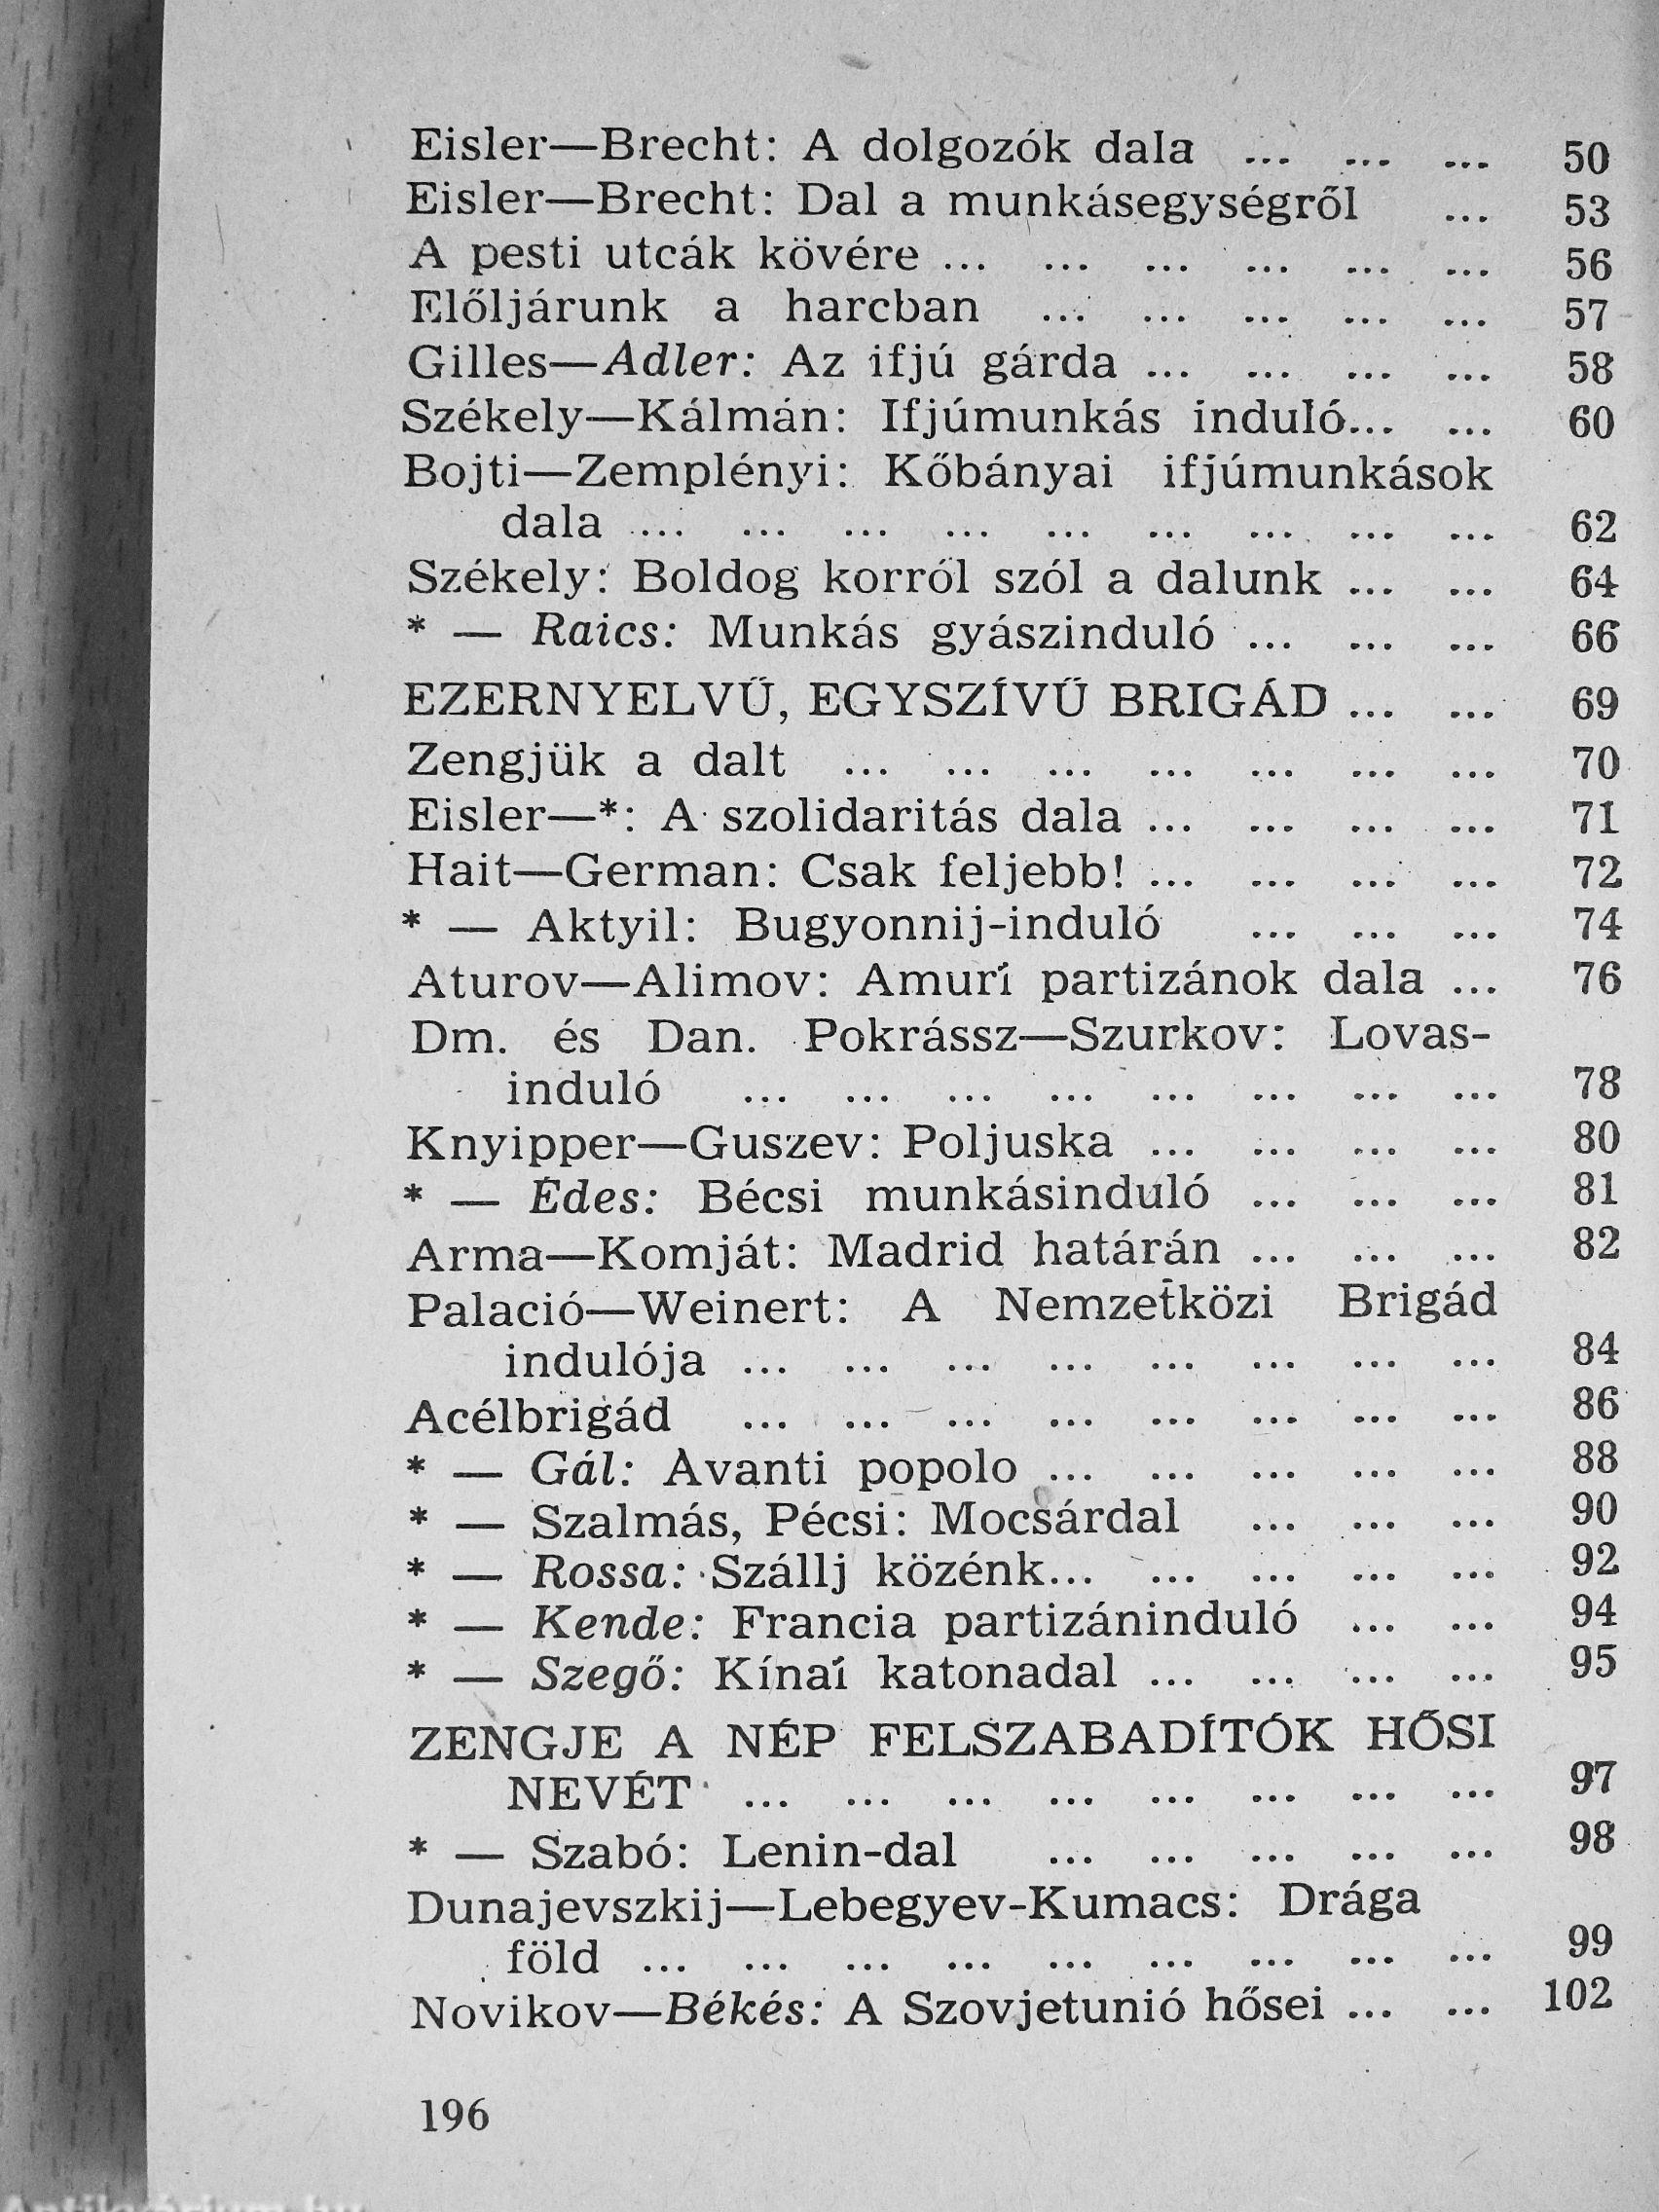 Eisler—Brecht: A dolgozók dala ... ... ... 50
Eisler—Brecht: Dal a munkásegységről ... 53
A pesti utcák kövére ... ... ... ... ... ... 56
Előljárunk a harcban ... ... ... ... ... 57
Gilles—Adler: Az ifjú gárda ... ... ... ... 58
Székely—Kálmán: Ifjúmunkás induló... ... 60
Bojti—Zemplényi: Kőbányai ifjúmunkások
dala ... ... ... ... ... ... ... ... ... 62
Székely: Boldog korról szól a dalunk ... ... 64
* — Raics: Munkás gyászinduló ... ... ... 66
EZERNYELVŰ, EGYSZÍVŰ BRIGÁD ... ... 69
Zengjük a dalt ... ... ... ... ... ... ... 70
Eisler—*: A szolidaritás dala ... ... ... ... 71
Hait—German: Csak feljebb! ... ... ... ... 72
* — Aktyil: Bugyonnij-induló ... ... ... 74
Aturov—Alimov: Amuri partizánok dala ... 76
Dm. és Dan. Pokrássz—Szurkov: Lovas-
induló ... ... ... ... ... ... ... ... 78
Knyipper—Guszev: Poljuska ... ... ... ... 80
* — Édes: Bécsi munkásinduló ... ... ... 81
Arma—Komját: Madrid határán ... ... ... 82
Palació—Weinert: A Nemzetközi Brigád
indulója ... ... ... ... ... ... ... ... 84
Acélbrigád ... ... ... ... ... ... ... ... 86
* — Gál: Avanti popolo ... ... ... ... ... 88
* — Szalmás, Pécsi: Mocsárdal ... ... ... 90
* — Rossa: Szállj közénk... ... ... ... ... 92
* — Kende: Francia partizáninduló ... ... 94
* — Szegő: Kínai katonadal ... ... ... ... 95
ZENGJE A NÉP FELSZABADÍTÓK HŐSI
NEVÉT ... ... ... ... ... ... ... ... 97
* — Szabó: Lenin-dal ... ... ... ... ... 98
Dunajevszkij—Lebegyev-Kumacs: Drága
föld ... ... ... ... ... ... ... ... ... 99
Novikov—Békés: A Szovjetunió hősei ... ... 102
196